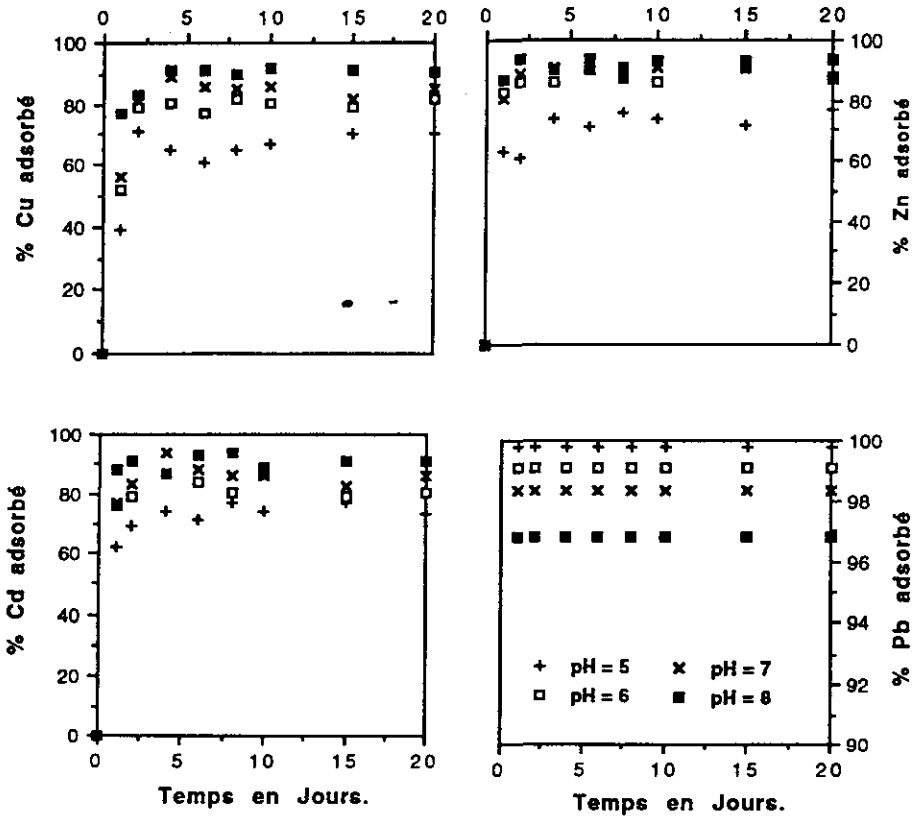 0 5 10 15 20
0 5 10 15 20
100
80
60
40
20
0
% Cu adsorbé
100
80
60
40
20
0
% Zn adsorbé
100
80
60
40
20
0
% Cd adsorbé
0 5 10 15 20
Temps en Jours.
100
98
96
94
92
90
% Pb adsorbé
pH = 5 pH = 7
pH = 6 pH = 8
0 5 10 15 20
Temps en Jours.